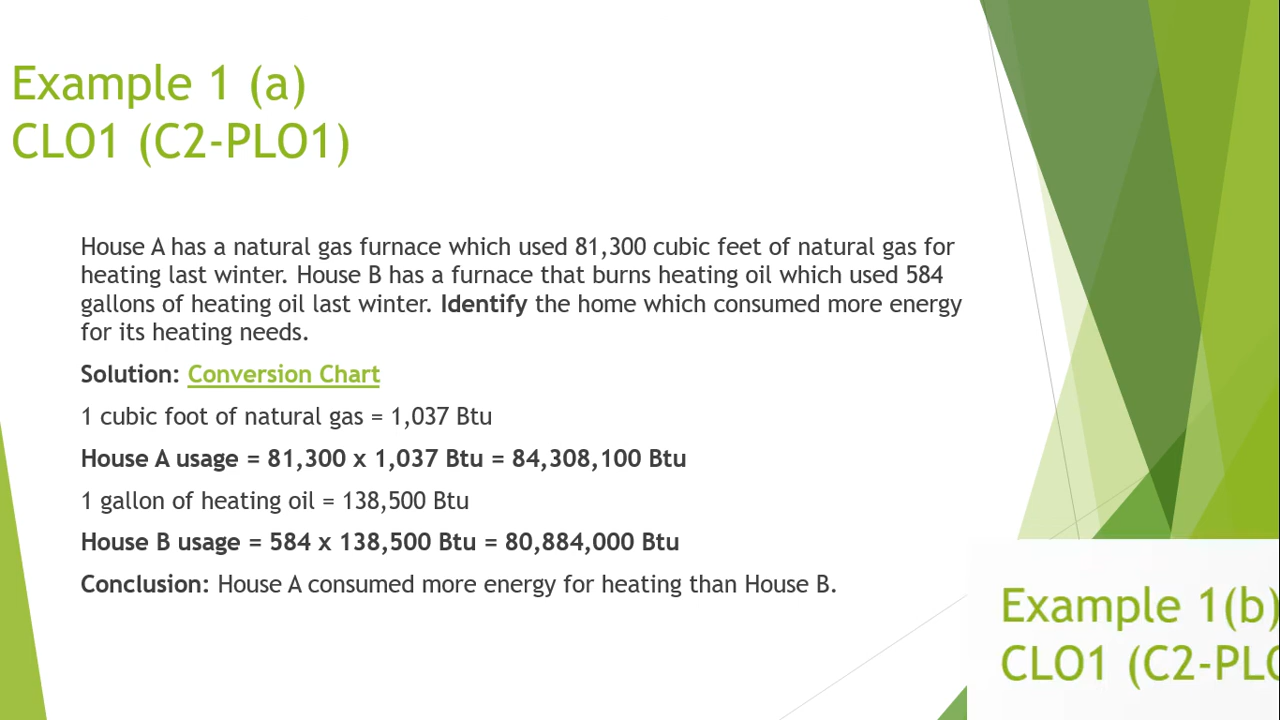 Example 1 (a)
CLO1 (C2-PLO1)
House A has a natural gas furnace which used 81,300 cubic feet of natural gas for
heating last winter. House B has a furnace that burns heating oil which used 584
gallons of heating oil last winter. Identify the home which consumed more energy
for its heating needs.
Solution: Conversion Chart
1 cubic foot of natural gas = 1,037 Btu
House A usage = 81,300 x 1,037 Btu = 84,308,100 Btu
1 gallon of heating oil = 138,500 Btu
House B usage = 584 x 138,500 Btu = 80,884,000 Btu
Conclusion: House A consumed more energy for heating than House B.
Example 1(b)
CLO1 (C2-PLO